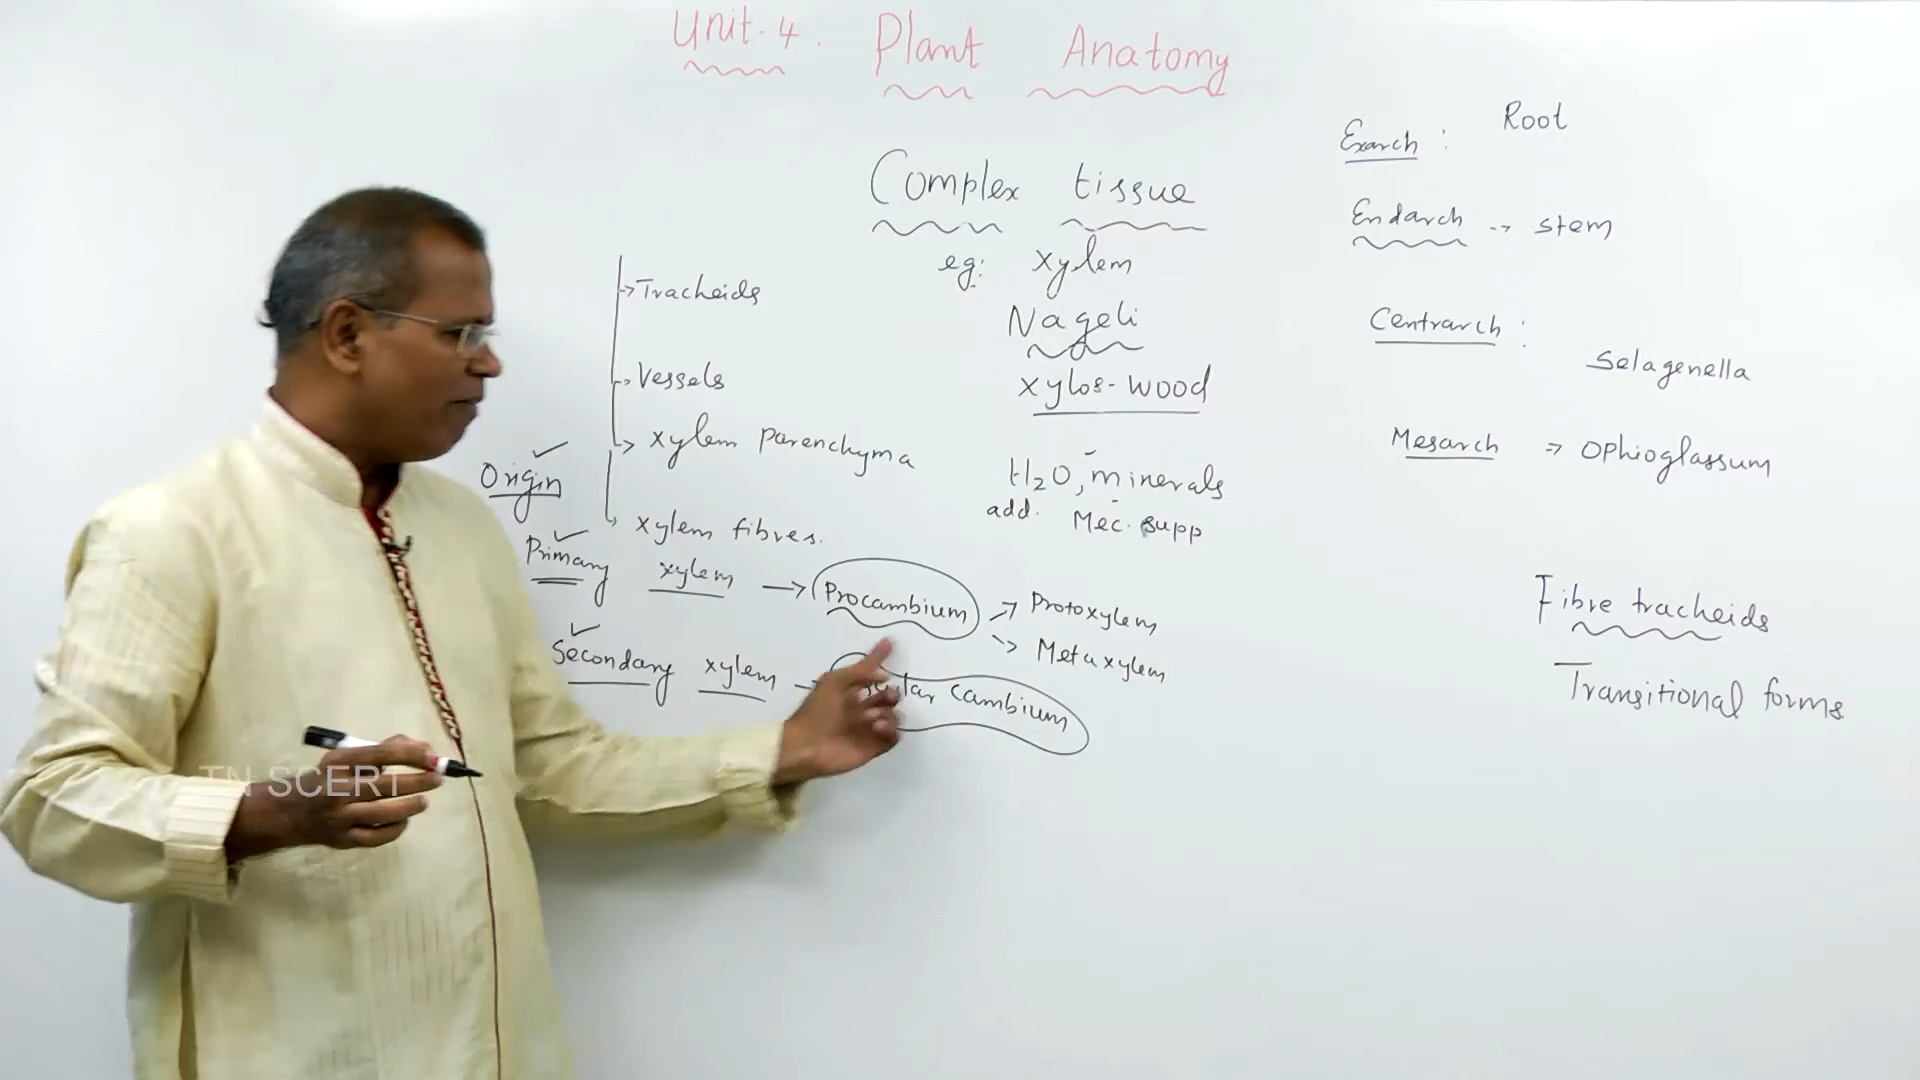 Unit-4. Plant Anatomy
Complex tissue
eg: Xylem
Nageli
Xylos-wood
H2O, minerals
add. Mec. supp
Tracheids
Vessels
Xylem Parenchyma
Xylem fibres.
Origin
Primary xylem → Procambium
Protoxylem
Metaxylem
Secondary xylem → cambium
Exarch : Root
Endarch → stem
Centrarch :
Selagenella
Mesarch ⇒ Ophioglassum
Fibre tracheids
Transitional forms
TN SCERT